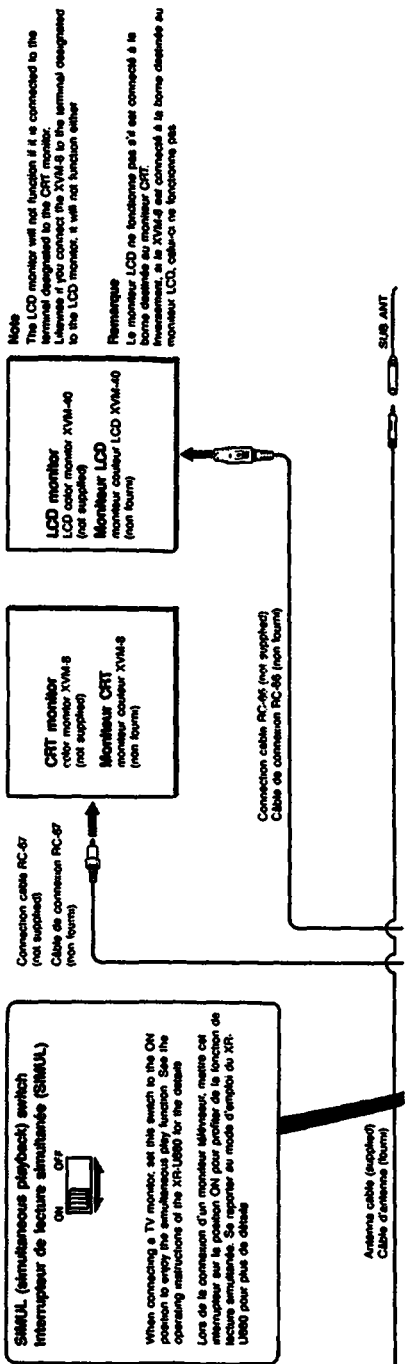 SIMUL (simultaneous playback) switch
Interrupteur de lecture simultanée (SIMUL)
ON OFF
When connecting a TV monitor, set this switch to the ON
position to enjoy the simultaneous play function. See the
operating instructions of the XR-U880 for the details
Lors de la connexion d'un moniteur téléviseur, mettre cet
interrupteur sur la position ON pour profiter de la fonction de
lecture simultanée. Se reporter au mode d'emploi du XR-
U880 pour plus de détails
Connection cable RC-67
(not supplied)
Câble de connexion RC-67
(non fourni)
CRT monitor
color monitor XVM-8
(not supplied)
Moniteur CRT
moniteur couleur XVM-8
(non fourni)
LCD monitor
LCD color monitor XVM-40
(not supplied)
Moniteur LCD
moniteur couleur LCD XVM-40
(non fourni)
Note
The LCD monitor will not function if it is connected to the
terminal designated to the CRT monitor.
Likewise if you connect the XVM-8 to the terminal designated
to the LCD monitor, it will not function either
Remarque
Le moniteur LCD ne fonctionne pas s'il est connecté à la
borne destinée au moniteur CRT.
Inversement, si le XVM-8 est connecté à la borne destinée au
moniteur LCD, celui-ci ne fonctionne pas
Connection cable RC-66 (not supplied)
Câble de connexion RC-66 (non fourni)
Antenna cable (supplied)
Câble d'antenne (fourni)
SUB ANT